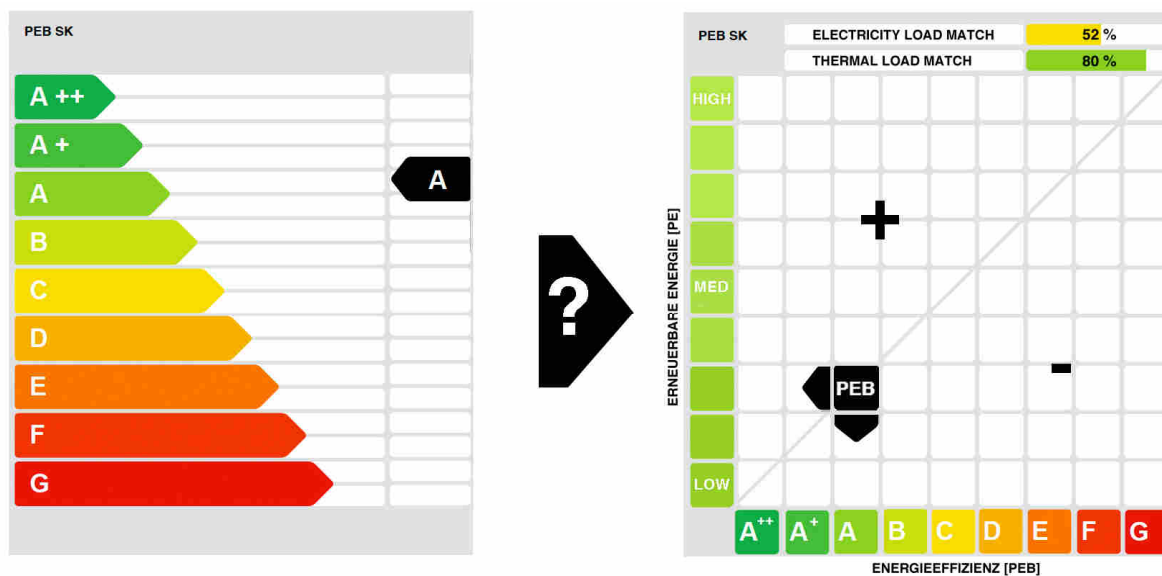 PEB SK
A ++
A +
A
B
C
D
E
F
G
A
?
PEB SK
ELECTRICITY LOAD MATCH 52 %
THERMAL LOAD MATCH 80 %
ERNEUERBARE ENERGIE [PE]
HIGH
MED
LOW
+
-
PEB
A++ A+ A B C D E F G
ENERGIEEFFIZIENZ [PEB]